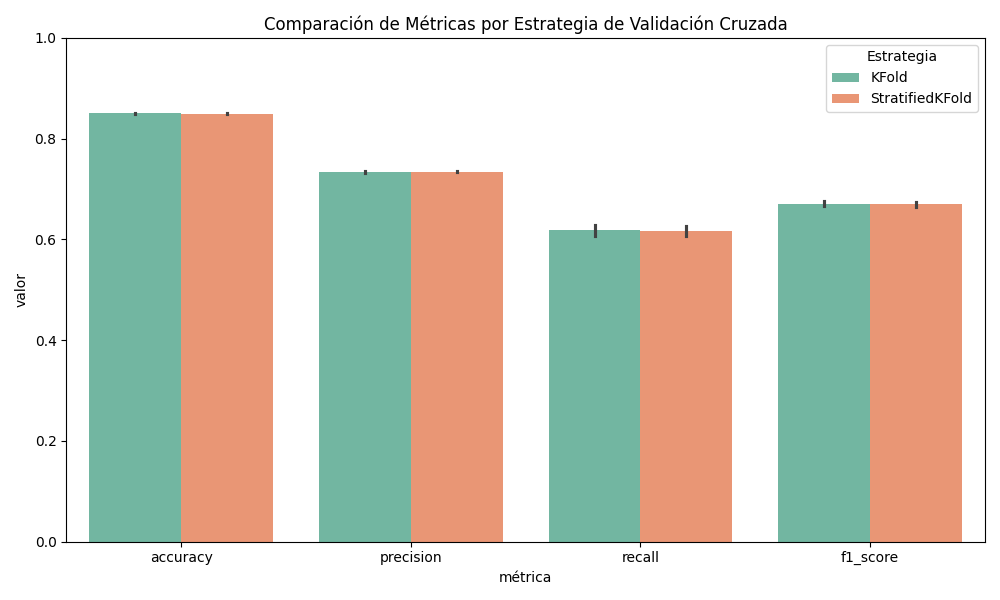 Comparación de Métricas por Estrategia de Validación Cruzada
1.0
0.8
0.6
0.4
0.2
0.0
valor
Estrategia
KFold
StratifiedKFold
accuracy
precision
recall
f1_score
métrica